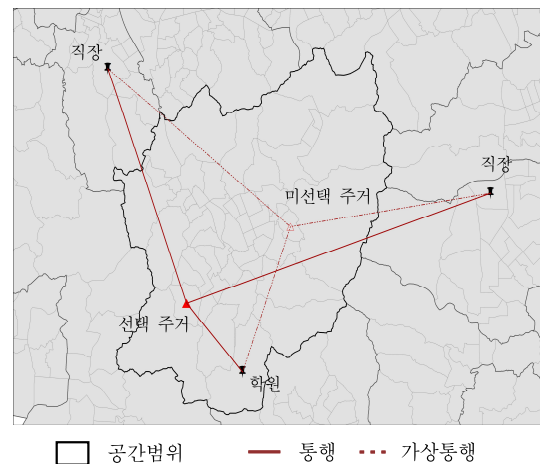 직장
직장
미선택 주거
선택 주거
학원
공간범위
통행
가상통행